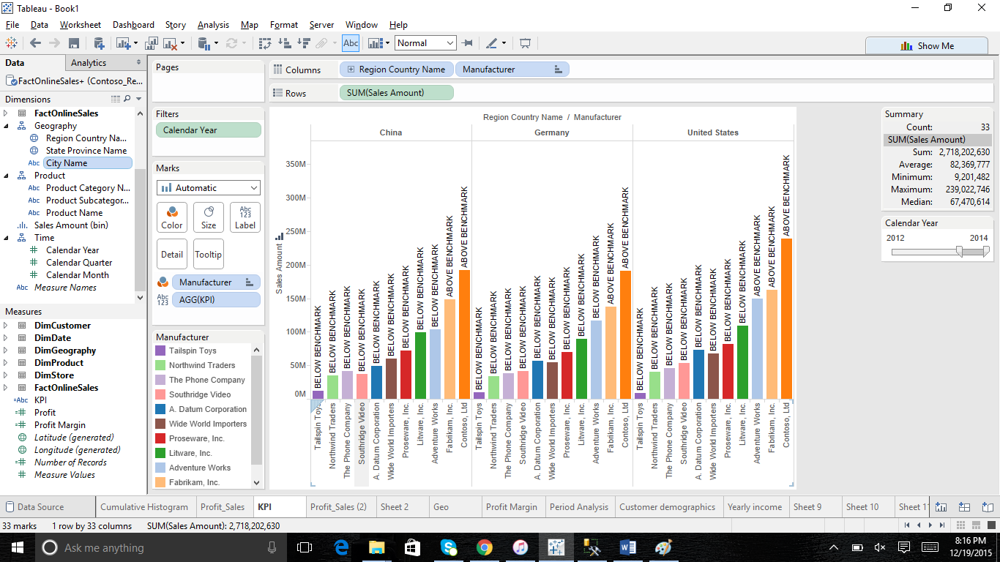 Tableau - Book1
File Data Worksheet Dashboard Story Analysis Map Format Server Window Help
Abc Normal Show Me
Data Analytics
FactOnlineSales+ (Contoso_Re...
Dimensions
FactOnlineSales
Geography
Region Country Na...
State Province Name
Abc City Name
Product
Abc Product Category N...
Abc Product Subcategor...
Abc Product Name
Sales Amount (bin)
Time
Calendar Year
Calendar Quarter
Calendar Month
Abc Measure Names
Measures
DimCustomer
DimDate
DimGeography
DimProduct
DimStore
FactOnlineSales
=Abc KPI
=# Profit
=# Profit Margin
Latitude (generated)
Longitude (generated)
=# Number of Records
# Measure Values
Pages
Filters
Calendar Year
Marks
Automatic
Color Size Abc 123 Label
Detail Tooltip
Manufacturer
Abc 123 AGG(KPI)
Manufacturer
Tailspin Toys
Northwind Traders
The Phone Company
Southridge Video
A. Datum Corporation
Wide World Importers
Proseware, Inc.
Litware, Inc.
Adventure Works
Fabrikam, Inc.
Columns Region Country Name Manufacturer
Rows SUM(Sales Amount)
Region Country Name / Manufacturer
China Germany United States
Sales Amount
350M
300M
250M
200M
150M
100M
50M
0M
BELOW BENCHMARK
BELOW BENCHMARK
BELOW BENCHMARK
BELOW BENCHMARK
BELOW BENCHMARK
BELOW BENCHMARK
BELOW BENCHMARK
BELOW BENCHMARK
BELOW BENCHMARK
ABOVE BENCHMARK
ABOVE BENCHMARK
BELOW BENCHMARK
BELOW BENCHMARK
BELOW BENCHMARK
BELOW BENCHMARK
BELOW BENCHMARK
BELOW BENCHMARK
BELOW BENCHMARK
BELOW BENCHMARK
BELOW BENCHMARK
ABOVE BENCHMARK
ABOVE BENCHMARK
BELOW BENCHMARK
BELOW BENCHMARK
BELOW BENCHMARK
BELOW BENCHMARK
BELOW BENCHMARK
BELOW BENCHMARK
BELOW BENCHMARK
BELOW BENCHMARK
ABOVE BENCHMARK
ABOVE BENCHMARK
ABOVE BENCHMARK
Tailspin Toys
Northwind Traders
The Phone Company
Southridge Video
A. Datum Corporation
Wide World Importers
Proseware, Inc.
Litware, Inc.
Adventure Works
Fabrikam, Inc.
Contoso, Ltd
Tailspin Toys
Northwind Traders
The Phone Company
Southridge Video
A. Datum Corporation
Wide World Importers
Proseware, Inc.
Litware, Inc.
Adventure Works
Fabrikam, Inc.
Contoso, Ltd
Tailspin Toys
Northwind Traders
The Phone Company
Southridge Video
A. Datum Corporation
Wide World Importers
Proseware, Inc.
Litware, Inc.
Adventure Works
Fabrikam, Inc.
Contoso, Ltd
Summary
Count: 33
SUM(Sales Amount)
Sum: 2,718,202,630
Average: 82,369,777
Minimum: 9,201,482
Maximum: 239,022,746
Median: 67,470,614
Calendar Year
2012 2014
Data Source Cumulative Histogram Profit_Sales KPI Profit_Sales (2) Sheet 2 Geo Profit Margin Period Analysis Customer demographics Yearly income Sheet 9 Sheet 10 Sheet 11
33 marks 1 row by 33 columns SUM(Sales Amount): 2,718,202,630
Ask me anything
8:16 PM
12/19/2015